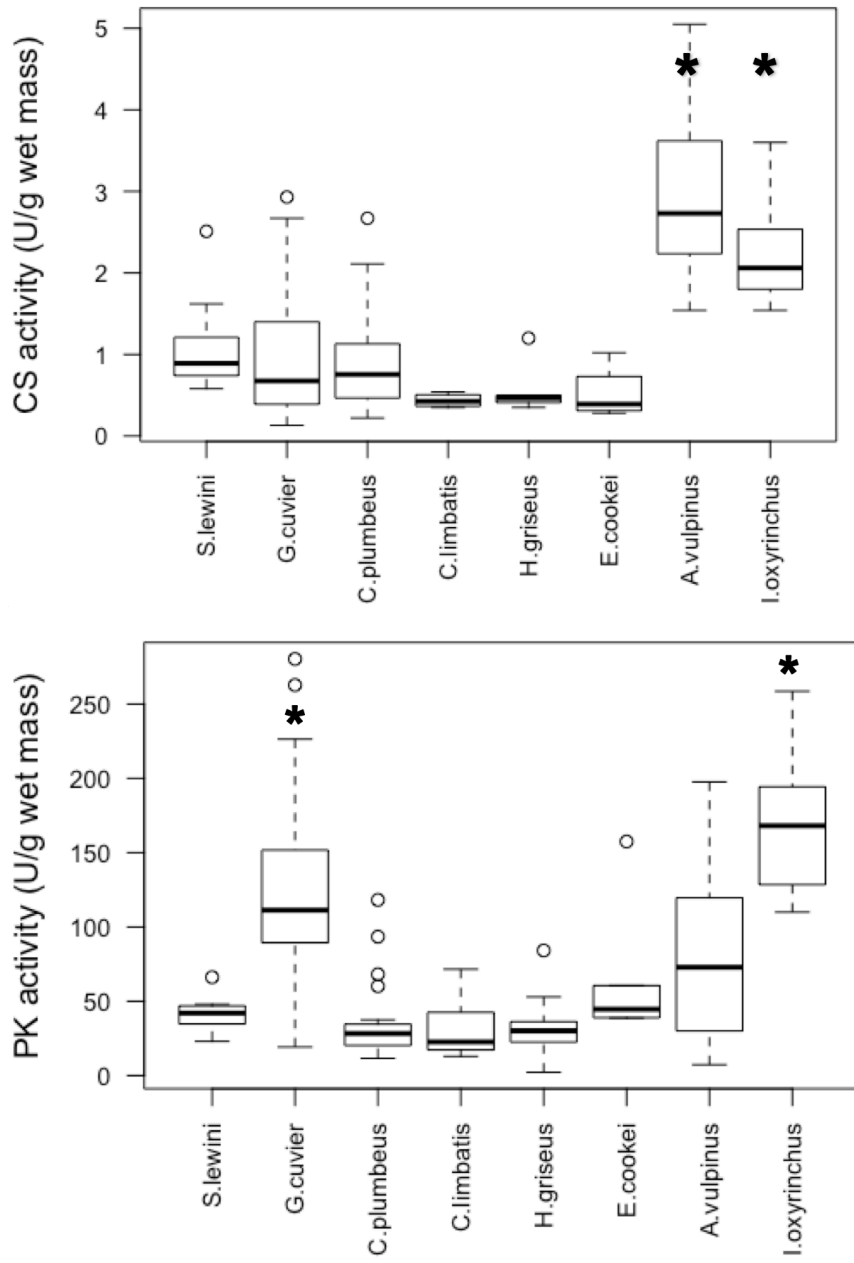 CS activity (U/g wet mass)
5
4
3
2
1
0
* *
S.lewini
G.cuvier
C.plumbeus
C.limbatis
H.griseus
E.cookei
A.vulpinus
I.oxyrinchus
PK activity (U/g wet mass)
250
200
150
100
50
0
* *
S.lewini
G.cuvier
C.plumbeus
C.limbatis
H.griseus
E.cookei
A.vulpinus
I.oxyrinchus